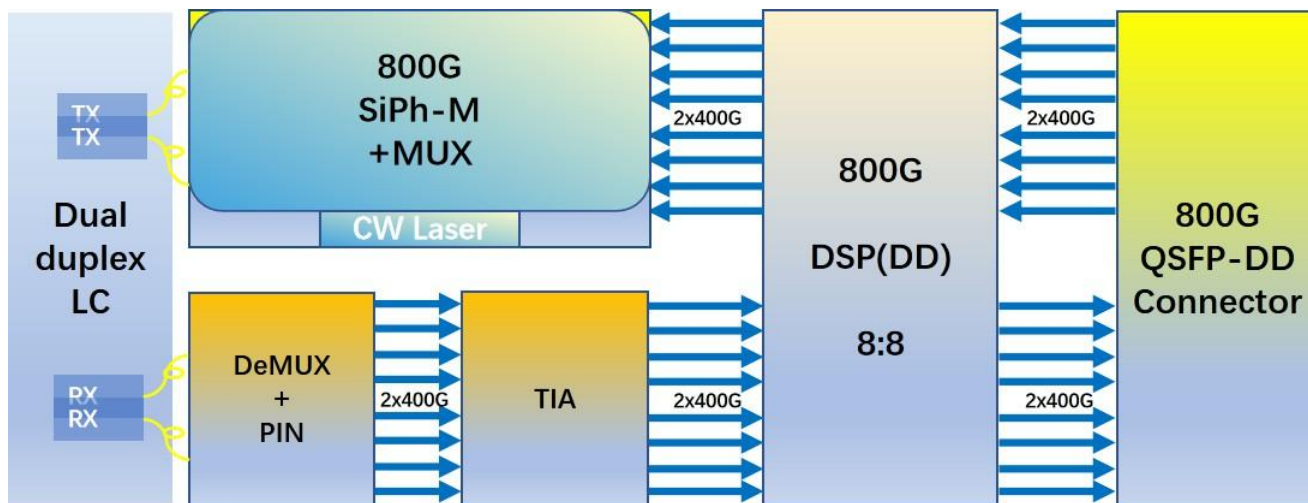 TX
TX
Dual
duplex
LC
RX
RX
800G
SiPh-M
+MUX
CW Laser
2x400G
800G
DSP(DD)
8:8
2x400G
800G
QSFP-DD
Connector
DeMUX
+
PIN
2x400G
TIA
2x400G
2x400G